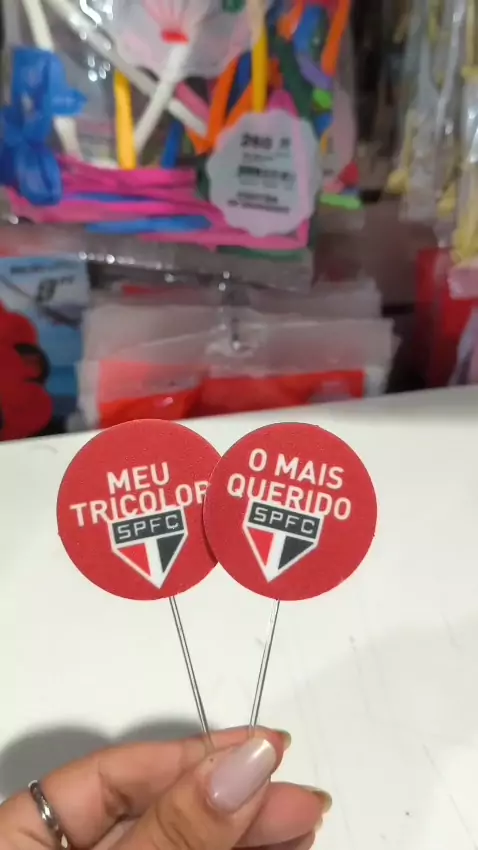 MEU
TRICOLOR
SPFC
O MAIS
QUERIDO
SPFC